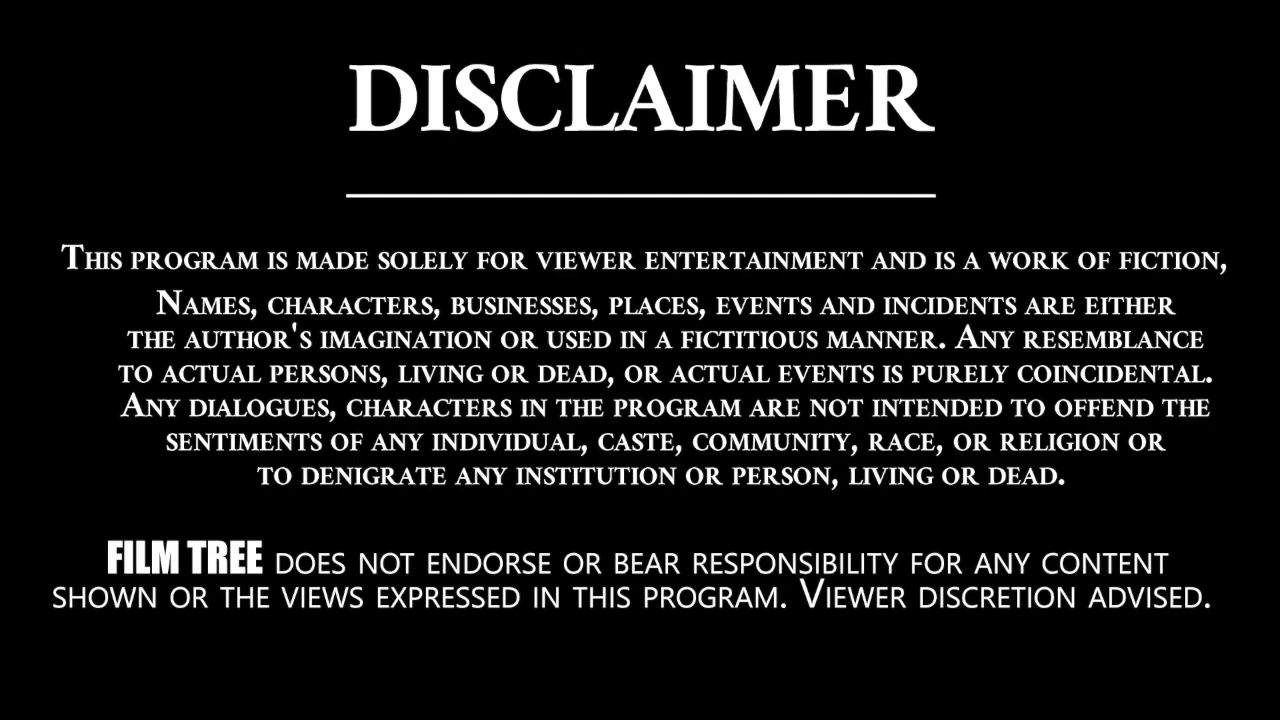 DISCLAIMER
This program is made solely for viewer entertainment and is a work of fiction,
Names, characters, businesses, places, events and incidents are either
the author's imagination or used in a fictitious manner. Any resemblance
to actual persons, living or dead, or actual events is purely coincidental.
Any dialogues, characters in the program are not intended to offend the
sentiments of any individual, caste, community, race, or religion or
to denigrate any institution or person, living or dead.
FILM TREE does not endorse or bear responsibility for any content
shown or the views expressed in this program. Viewer discretion advised.